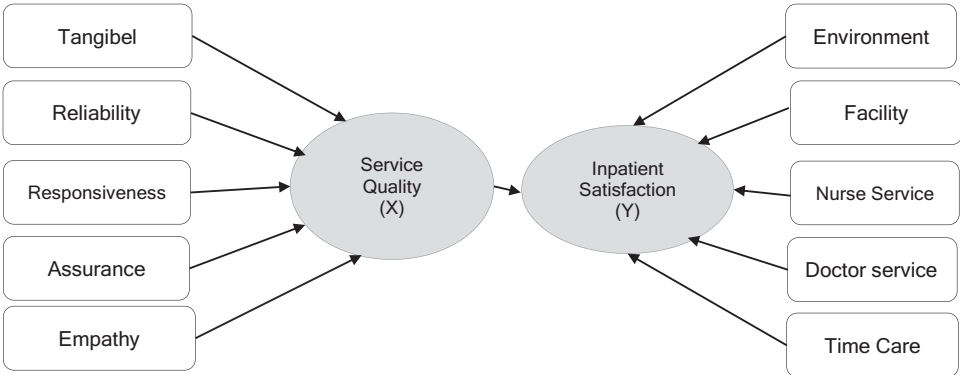 Tangibel
Reliability
Responsiveness
Assurance
Empathy
Service
Quality
(X)
Inpatient
Satisfaction
(Y)
Environment
Facility
Nurse Service
Doctor service
Time Care